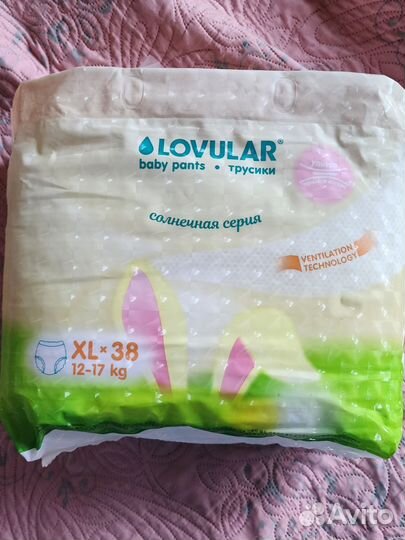 LOVULAR®
baby pants • трусики
солнечная серия
VENTILATION
TECHNOLOGY
XL × 38
12-17 kg
Avito